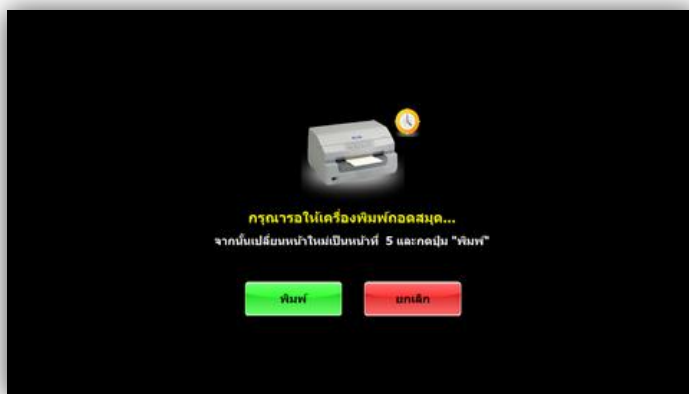 กรุณารอให้เครื่องพิมพ์ถอดสมุด...
จากนั้นเปลี่ยนหน้าใหม่เป็นหน้าที่ 5 และกดปุ่ม "พิมพ์"
พิมพ์
ยกเลิก